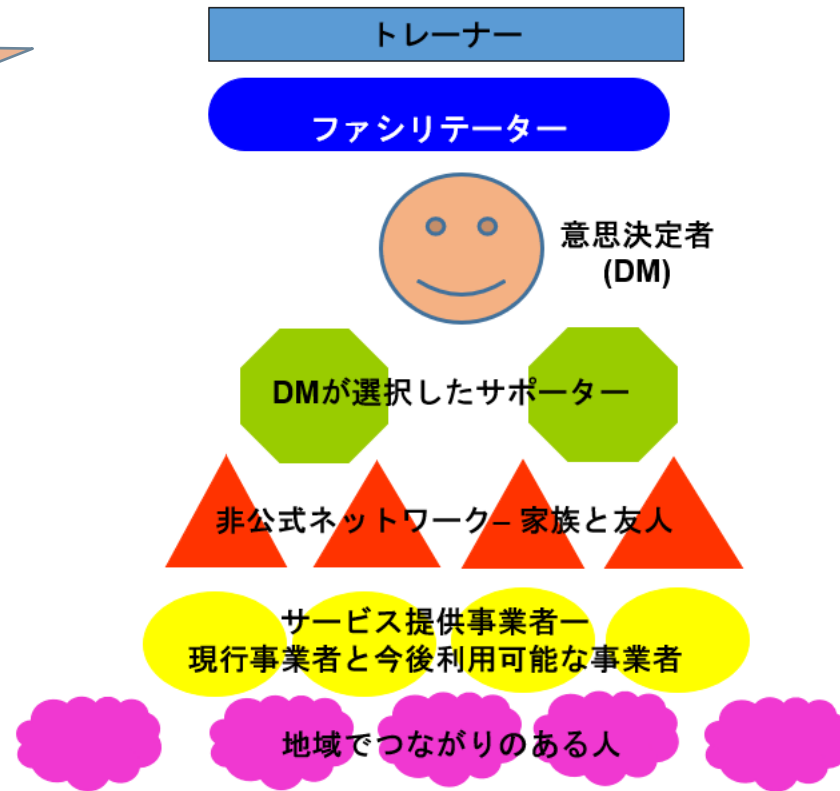 トレーナー
ファシリテーター
意思決定者
(DM)
DMが選択したサポーター
非公式ネットワーク– 家族と友人
サービス提供事業者ー
現行事業者と今後利用可能な事業者
地域でつながりのある人